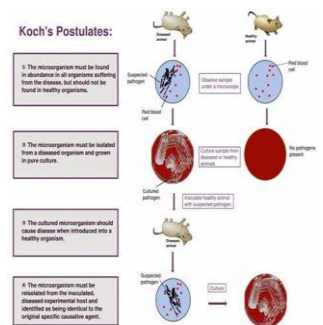 Koch's Postulates:
Diseased
animal
Healthy
animal
① The microorganism must be found
in abundance in all organisms suffering
from the disease, but should not be
found in healthy organisms.
Suspected
pathogen
Red blood
cell
Observe sample
under a microscope
Red blood
cell
② The microorganism must be isolated
from a diseased organism and grown
in pure culture.
Culture sample from
diseased or healthy
animals
No pathogens
present
Cultured
pathogen
Inoculate healthy animal
with suspected pathogen
③ The cultured microorganism should
cause disease when introduced into a
healthy organism.
Diseased
animal
④ The microorganism must be
reisolated from the inoculated,
diseased experimental host and
identified as being identical to the
original specific causative agent.
Suspected
pathogen
Culture